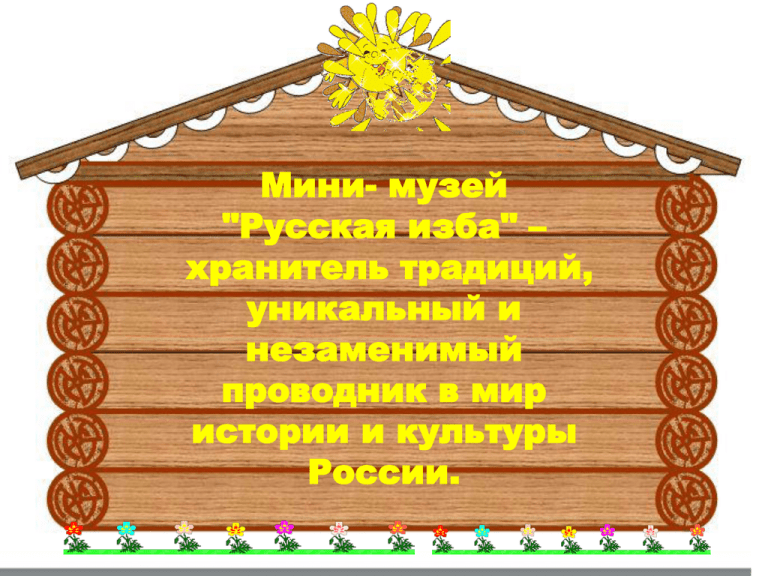 Мини- музей
"Русская изба" –
хранитель традиций,
уникальный и
незаменимый
проводник в мир
истории и культуры
России.